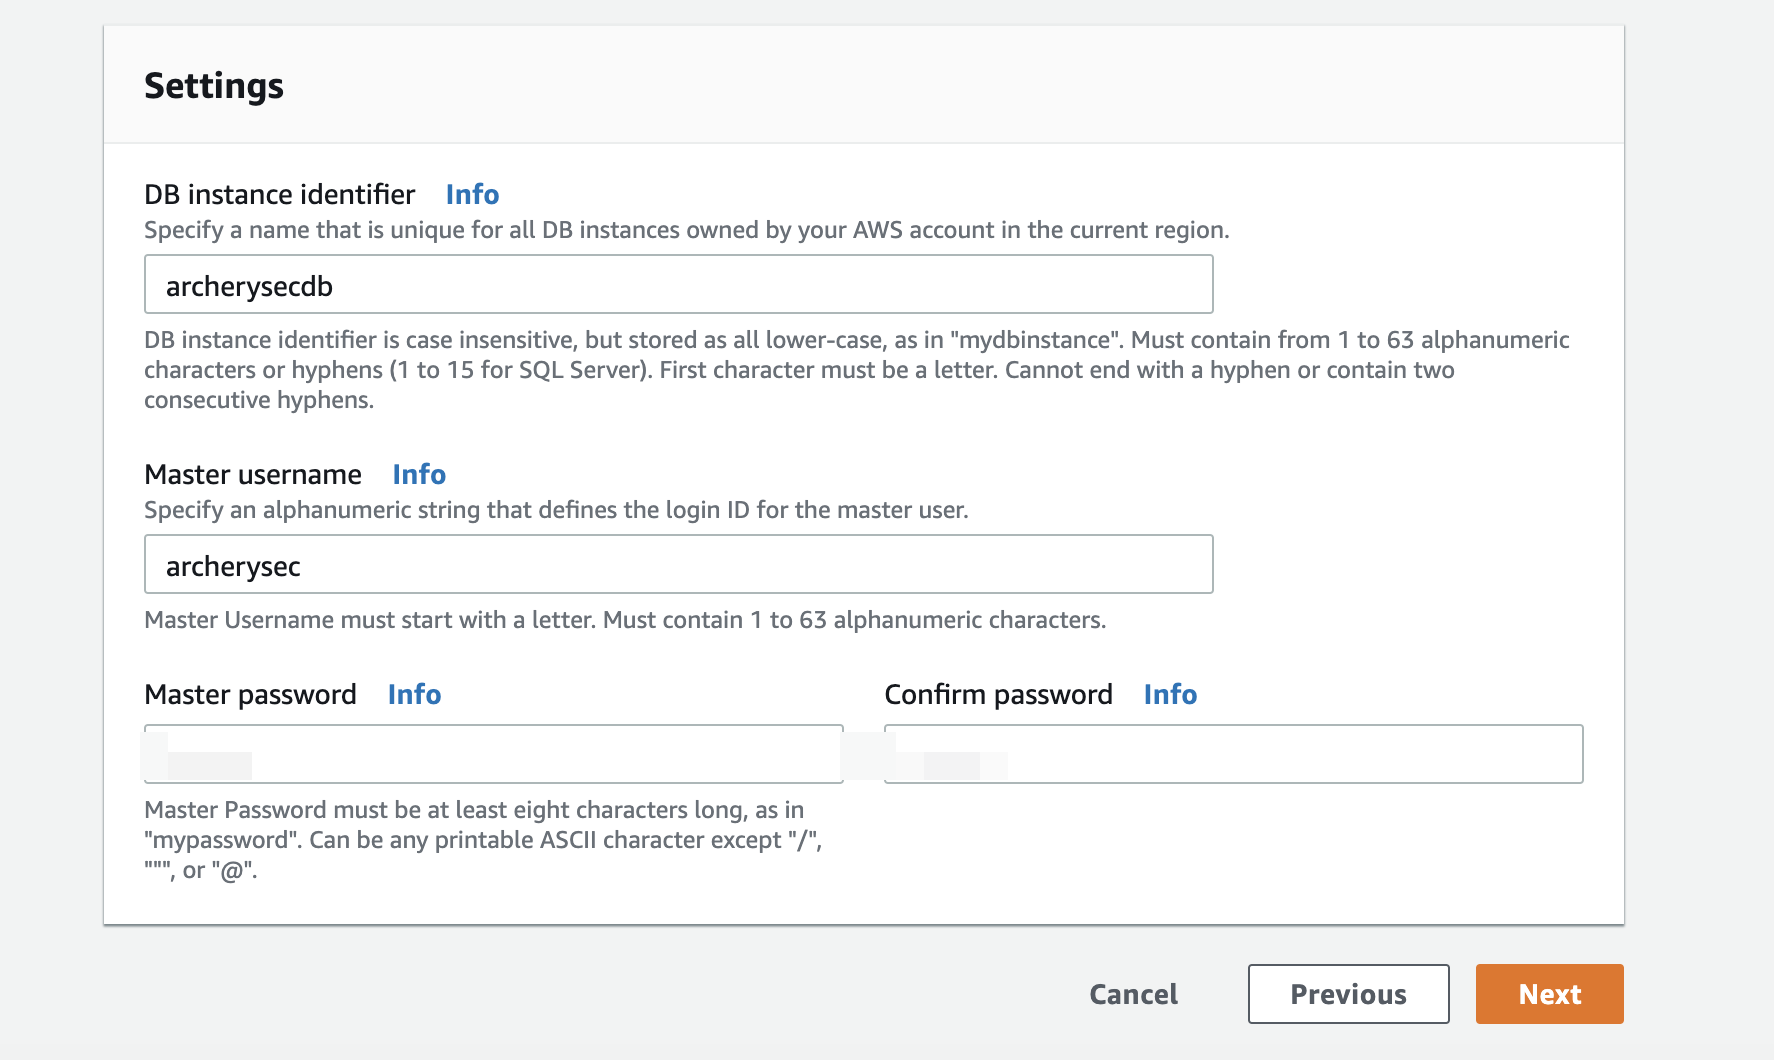 Settings
DB instance identifier Info
Specify a name that is unique for all DB instances owned by your AWS account in the current region.
archerysecdb
DB instance identifier is case insensitive, but stored as all lower-case, as in "mydbinstance". Must contain from 1 to 63 alphanumeric
characters or hyphens (1 to 15 for SQL Server). First character must be a letter. Cannot end with a hyphen or contain two
consecutive hyphens.
Master username Info
Specify an alphanumeric string that defines the login ID for the master user.
archerysec
Master Username must start with a letter. Must contain 1 to 63 alphanumeric characters.
Master password Info
Confirm password Info
Master Password must be at least eight characters long, as in
"mypassword". Can be any printable ASCII character except "/",
""", or "@".
Cancel
Previous
Next